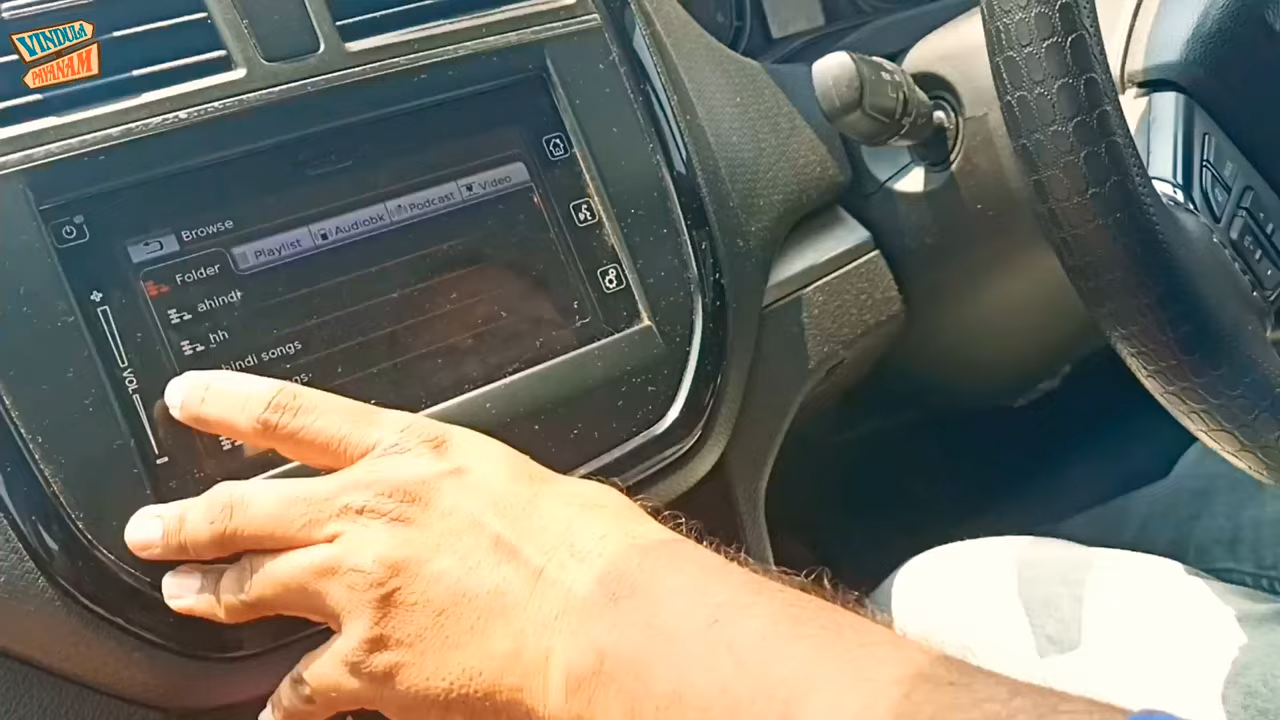 VINDULA
PAYANAM
Browse
Folder
Playlist
Audiobk
Podcast
Video
ahindi
hh
hindi songs
VOL